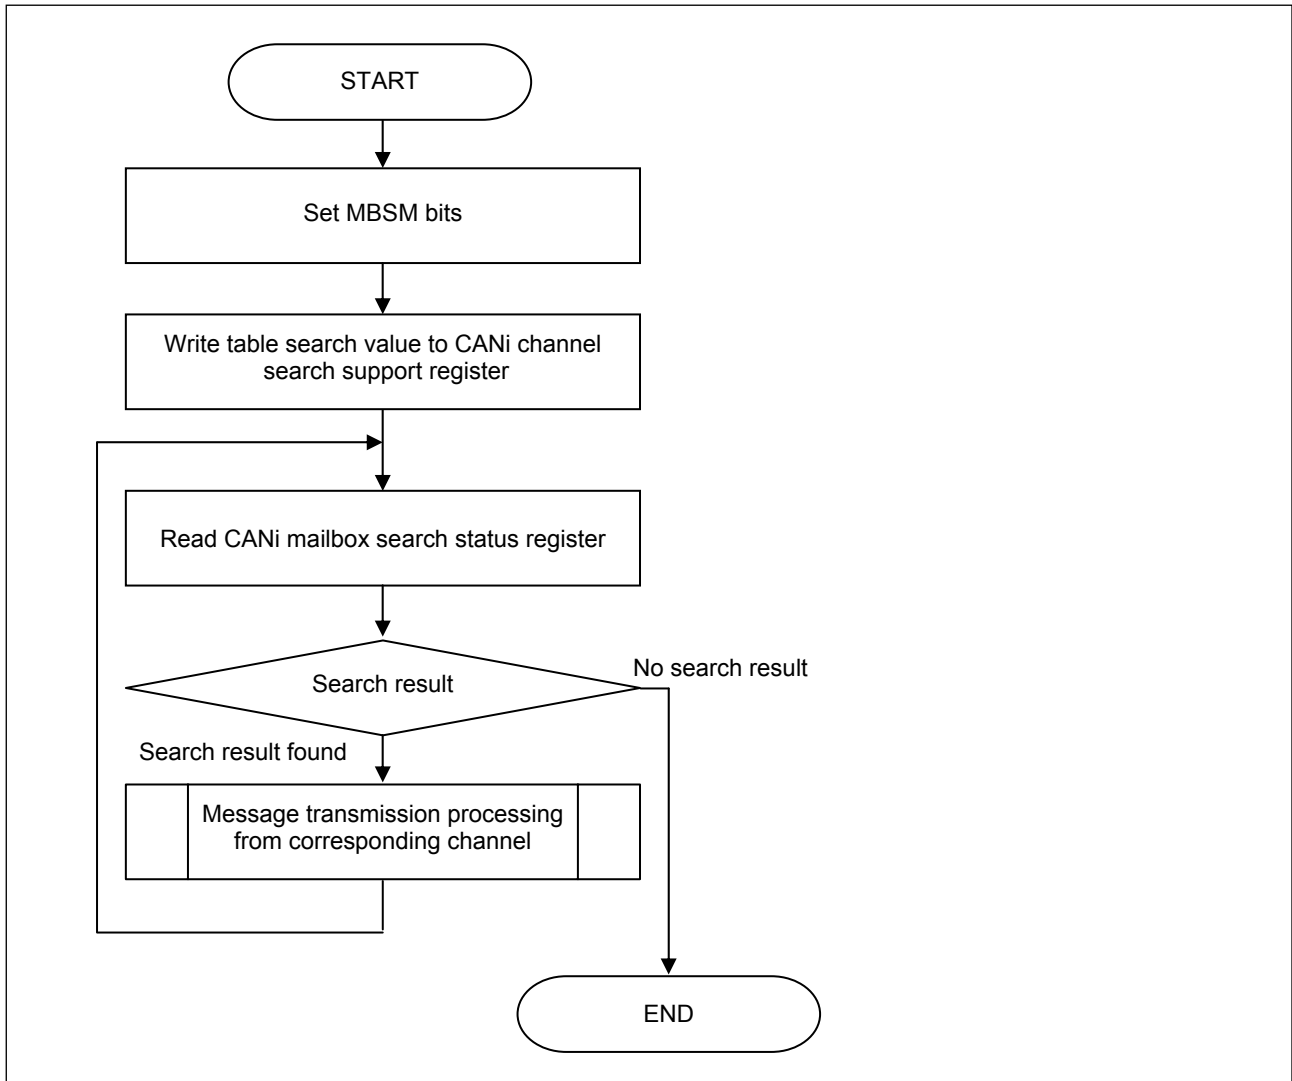 START
Set MBSM bits
Write table search value to CANi channel
search support register
Read CANi mailbox search status register
Search result
No search result
Search result found
Message transmission processing
from corresponding channel
END